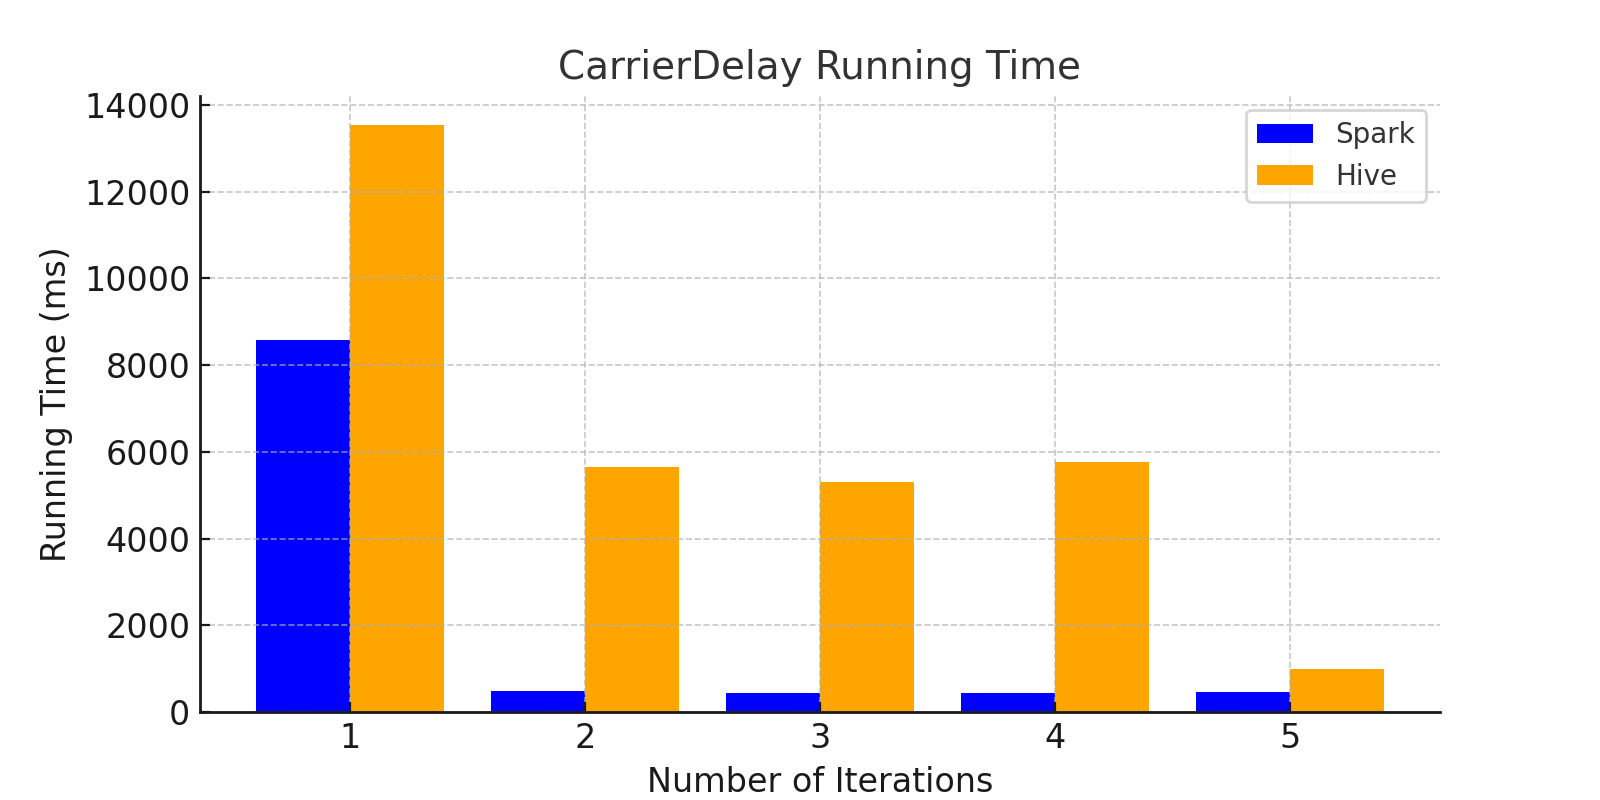 CarrierDelay Running Time
14000
12000
10000
8000
6000
4000
2000
0
Running Time (ms)
Spark
Hive
1 2 3 4 5
Number of Iterations